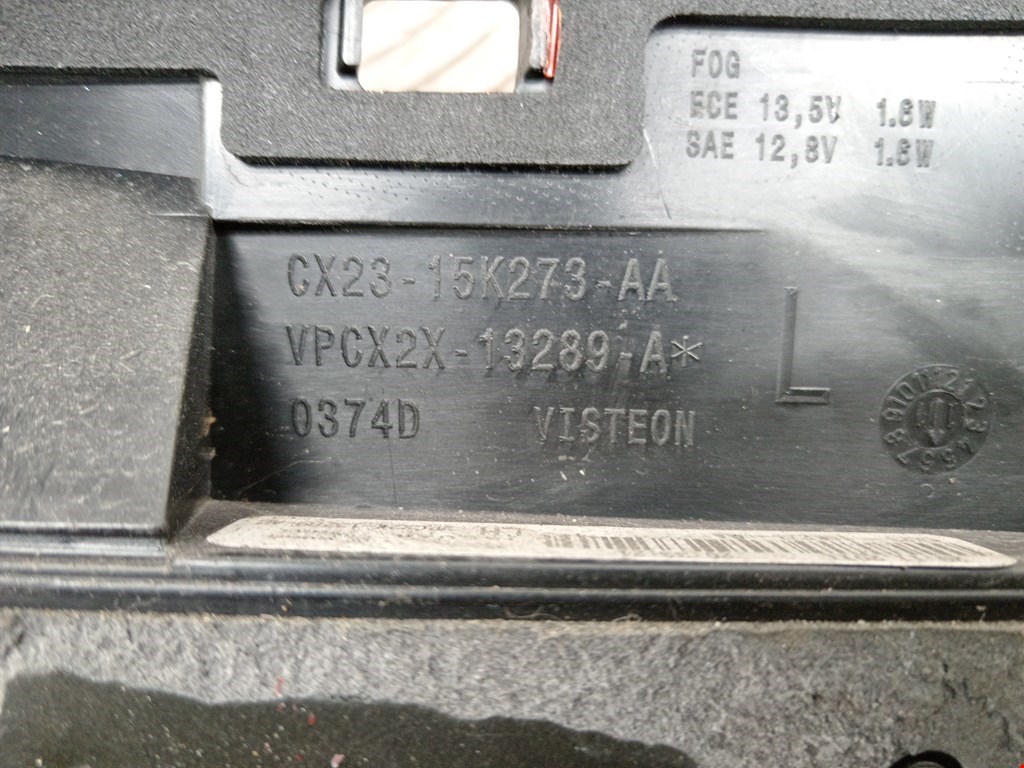 FOG
ECE 13,5V 1.6W
SAE 12,8V 1.6W
CX23-15K273-AA
VPCX2X-13289-A*
0374D VISTEON
L